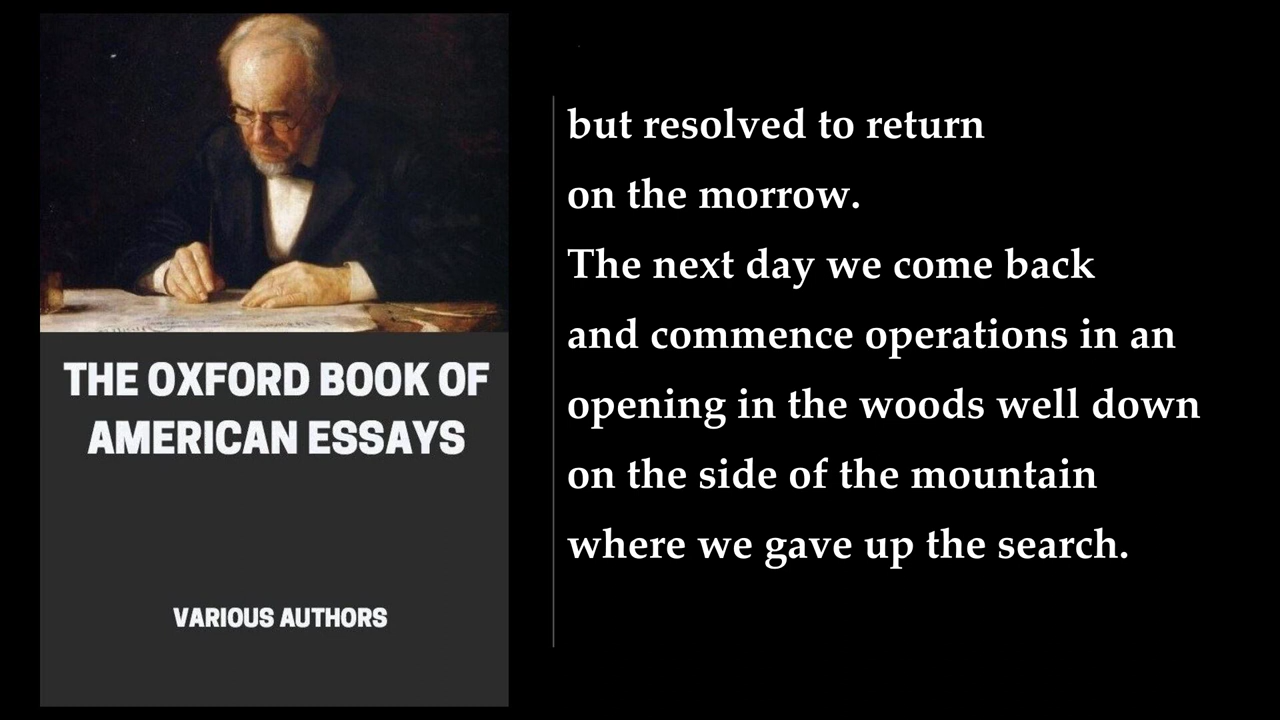 THE OXFORD BOOK OF
AMERICAN ESSAYS
VARIOUS AUTHORS
but resolved to return
on the morrow.
The next day we come back
and commence operations in an
opening in the woods well down
on the side of the mountain
where we gave up the search.